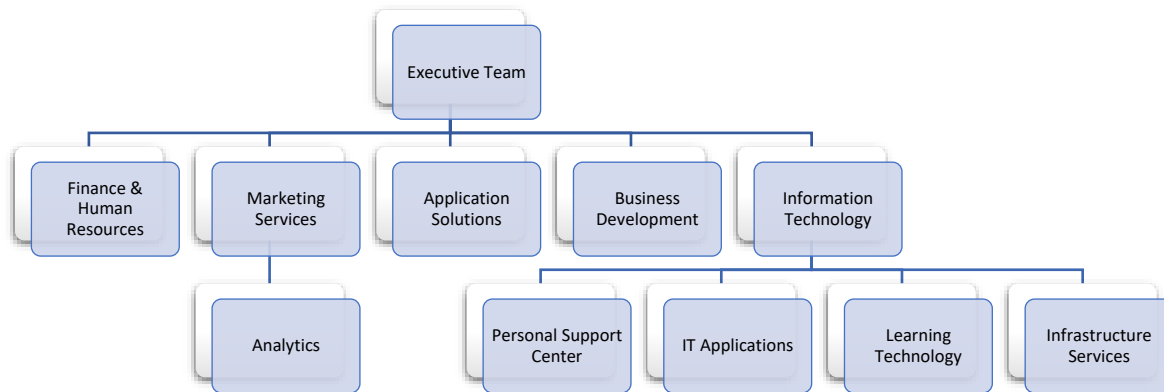 Executive Team
Finance &
Human
Resources
Marketing
Services
Application
Solutions
Business
Development
Information
Technology
Analytics
Personal Support
Center
IT Applications
Learning
Technology
Infrastructure
Services